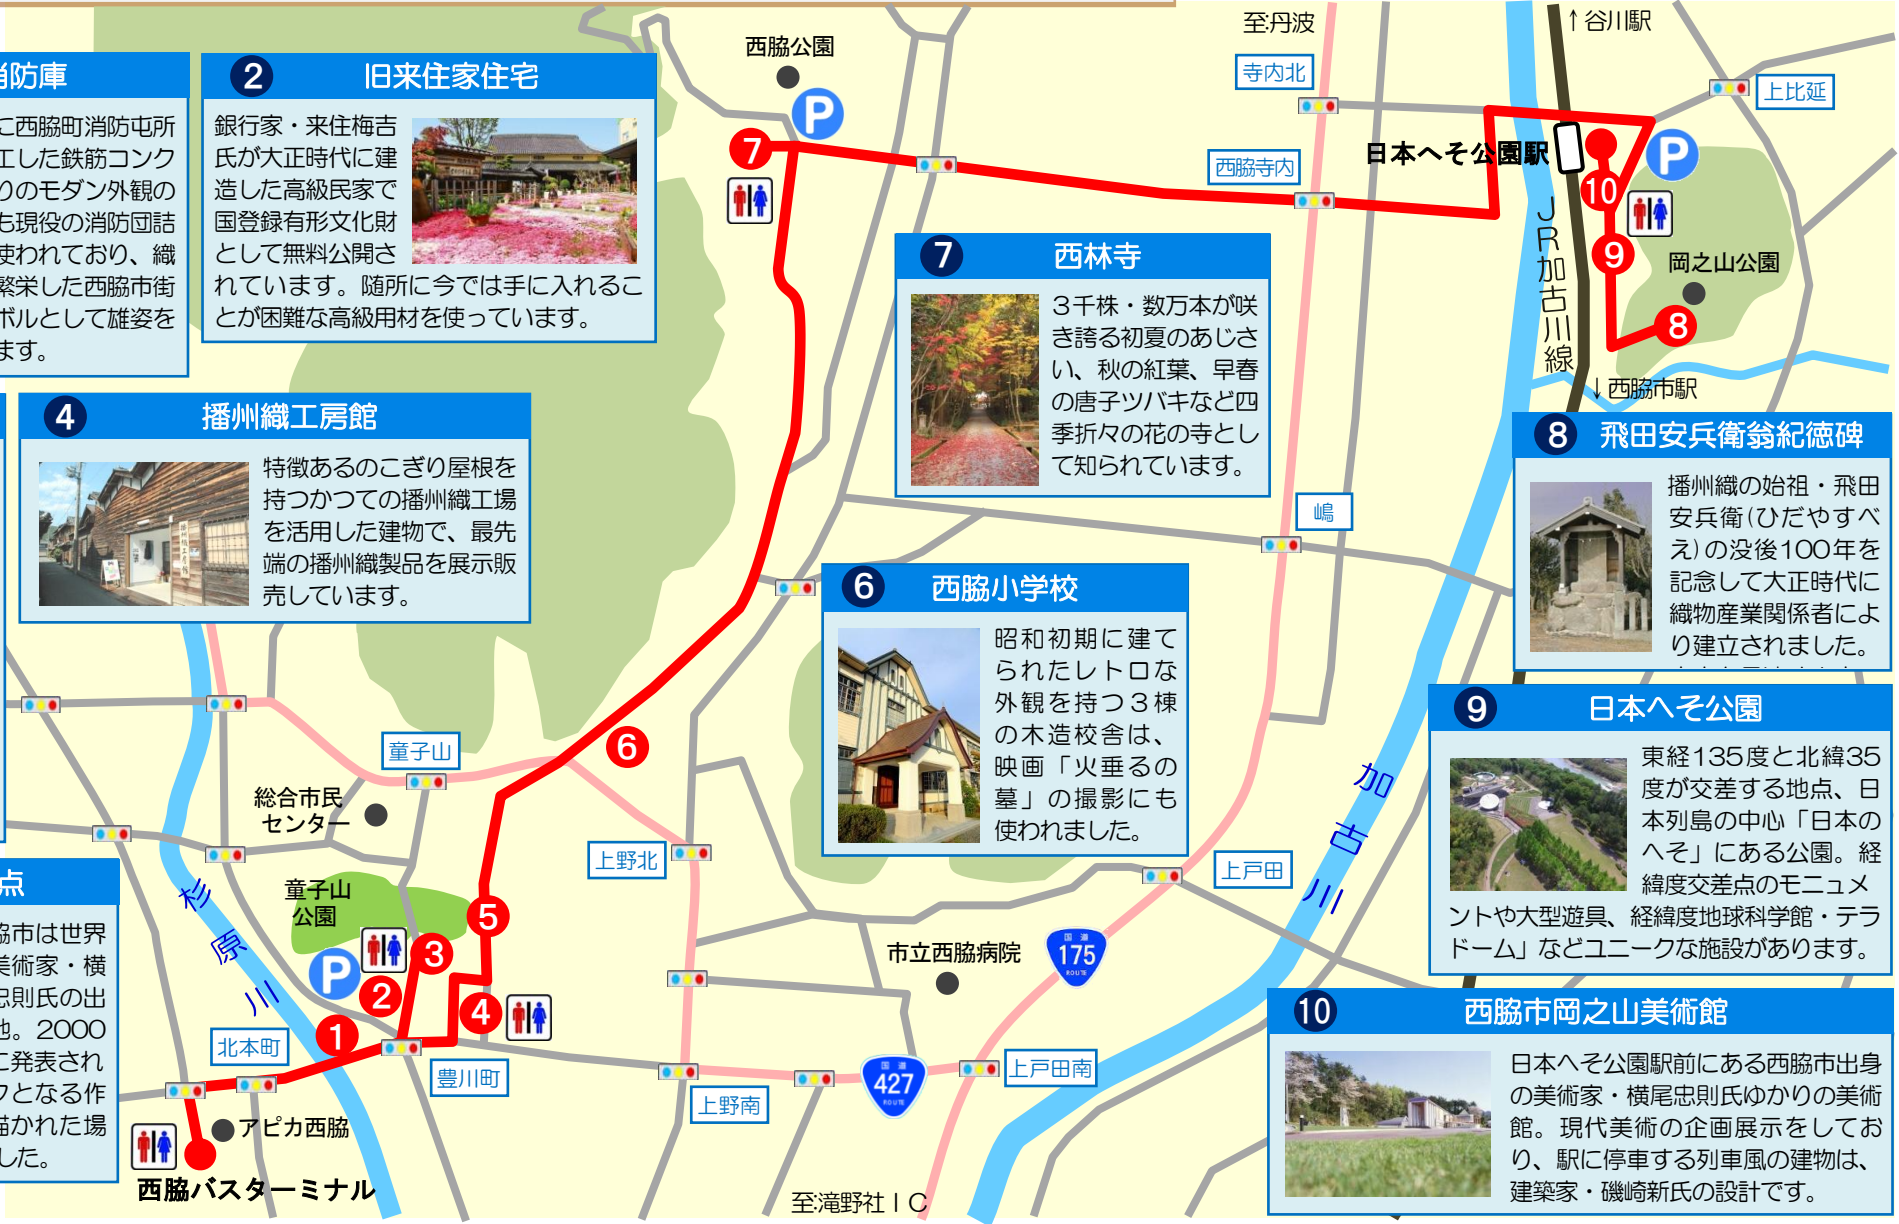 消防庫
に西脇町消防屯所
工した鉄筋コンク
りのモダン外観の
も現役の消防団詰
使われており、織
繁栄した西脇市街
ボルとして雄姿を
ます。
2 旧来住家住宅
銀行家・来住梅吉
氏が大正時代に建
造した高級民家で
国登録有形文化財
として無料公開さ
れています。随所に今では手に入れるこ
とが困難な高級用材を使っています。
4 播州織工房館
特徴あるのこぎり屋根を
持つかつての播州織工場
を活用した建物で、最先
端の播州織製品を展示販
売しています。
点
脇市は世界
美術家・横
忠則氏の出
地。2000
に発表され
クとなる作
描かれた場
した。
7 西林寺
3千株・数万本が咲
き誇る初夏のあじさ
い、秋の紅葉、早春
の唐子ツバキなど四
季折々の花の寺とし
て知られています。
6 西脇小学校
昭和初期に建て
られたレトロな
外観を持つ3棟
の木造校舎は、
映画「火垂るの
墓」の撮影にも
使われました。
8 飛田安兵衛翁紀徳碑
播州織の始祖・飛田
安兵衛(ひだやすべ
え)の没後100年を
記念して大正時代に
織物産業関係者によ
り建立されました。
9 日本へそ公園
東経135度と北緯35
度が交差する地点、日
本列島の中心「日本の
へそ」にある公園。経
緯度交差点のモニュメ
ントや大型遊具、経緯度地球科学館・テラ
ドーム」などユニークな施設があります。
10 西脇市岡之山美術館
日本へそ公園駅前にある西脇市出身
の美術家・横尾忠則氏ゆかりの美術
館。現代美術の企画展示をしてお
り、駅に停車する列車風の建物は、
建築家・磯崎新氏の設計です。
西脇公園
P
7
至丹波
寺内北
西脇寺内
↑谷川駅
上比延
日本へそ公園駅
P
10
9
8
岡之山公園
JR加古川線
↓西脇市駅
嶋
6
童子山
総合市民
センター
上野北
童子山
公園
杉原川
P
5
3
2
4
1
北本町
豊川町
アピカ西脇
西脇バスターミナル
上野南
市立西脇病院
国道
175
ROUTE
国道
427
ROUTE
上戸田
上戸田南
加古川
至滝野社IC